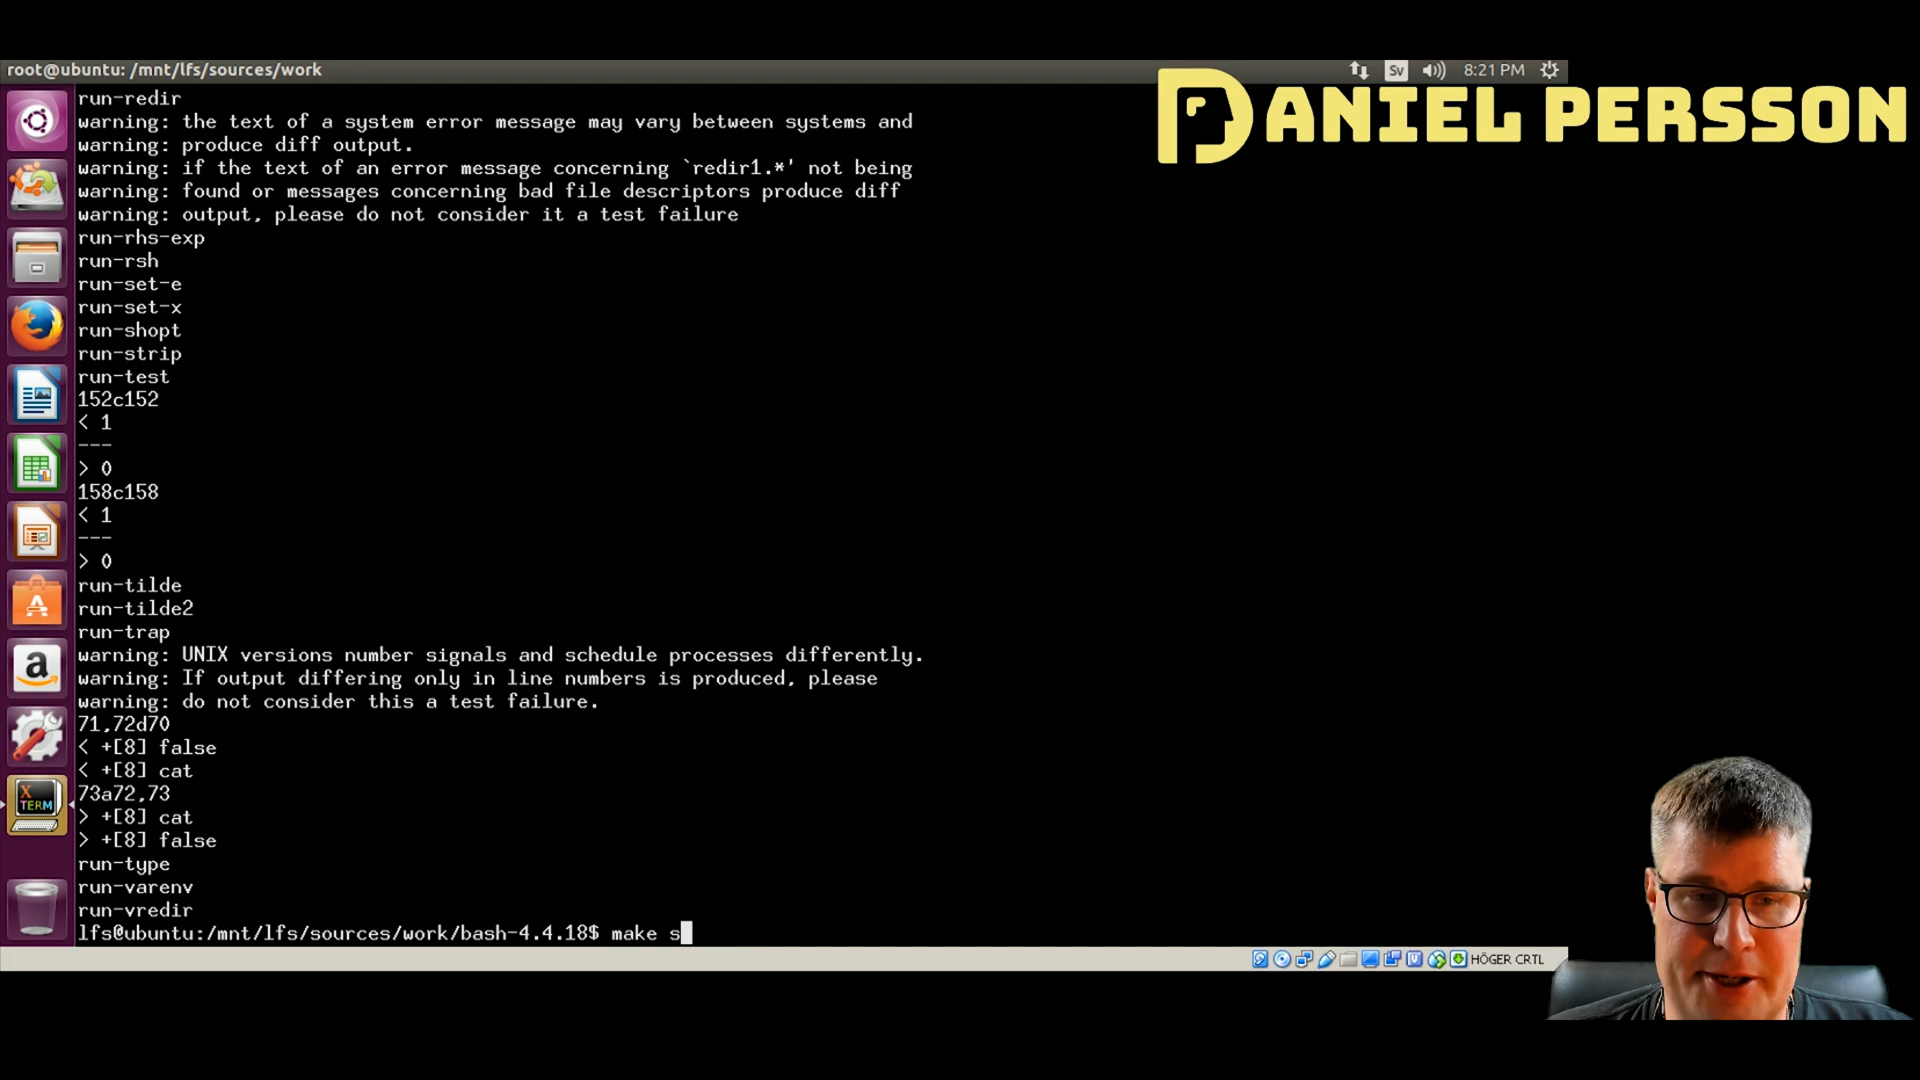 root@ubuntu: /mnt/lfs/sources/work
Sv
8:21 PM
DANIEL PERSSON
run-redir
warning: the text of a system error message may vary between systems and
warning: produce diff output.
warning: if the text of an error message concerning `redir1.*' not being
warning: found or messages concerning bad file descriptors produce diff
warning: output, please do not consider it a test failure
run-rhs-exp
run-rsh
run-set-e
run-set-x
run-shopt
run-strip
run-test
152c152
< 1
---
> 0
158c158
< 1
---
> 0
run-tilde
run-tilde2
run-trap
warning: UNIX versions number signals and schedule processes differently.
warning: If output differing only in line numbers is produced, please
warning: do not consider this a test failure.
71,72d70
< +[8] false
< +[8] cat
73a72,73
> +[8] cat
> +[8] false
run-type
run-varenv
run-vredir
lfs@ubuntu:/mnt/lfs/sources/work/bash-4.4.18$ make s
X
TERM
HÖGER CRTL